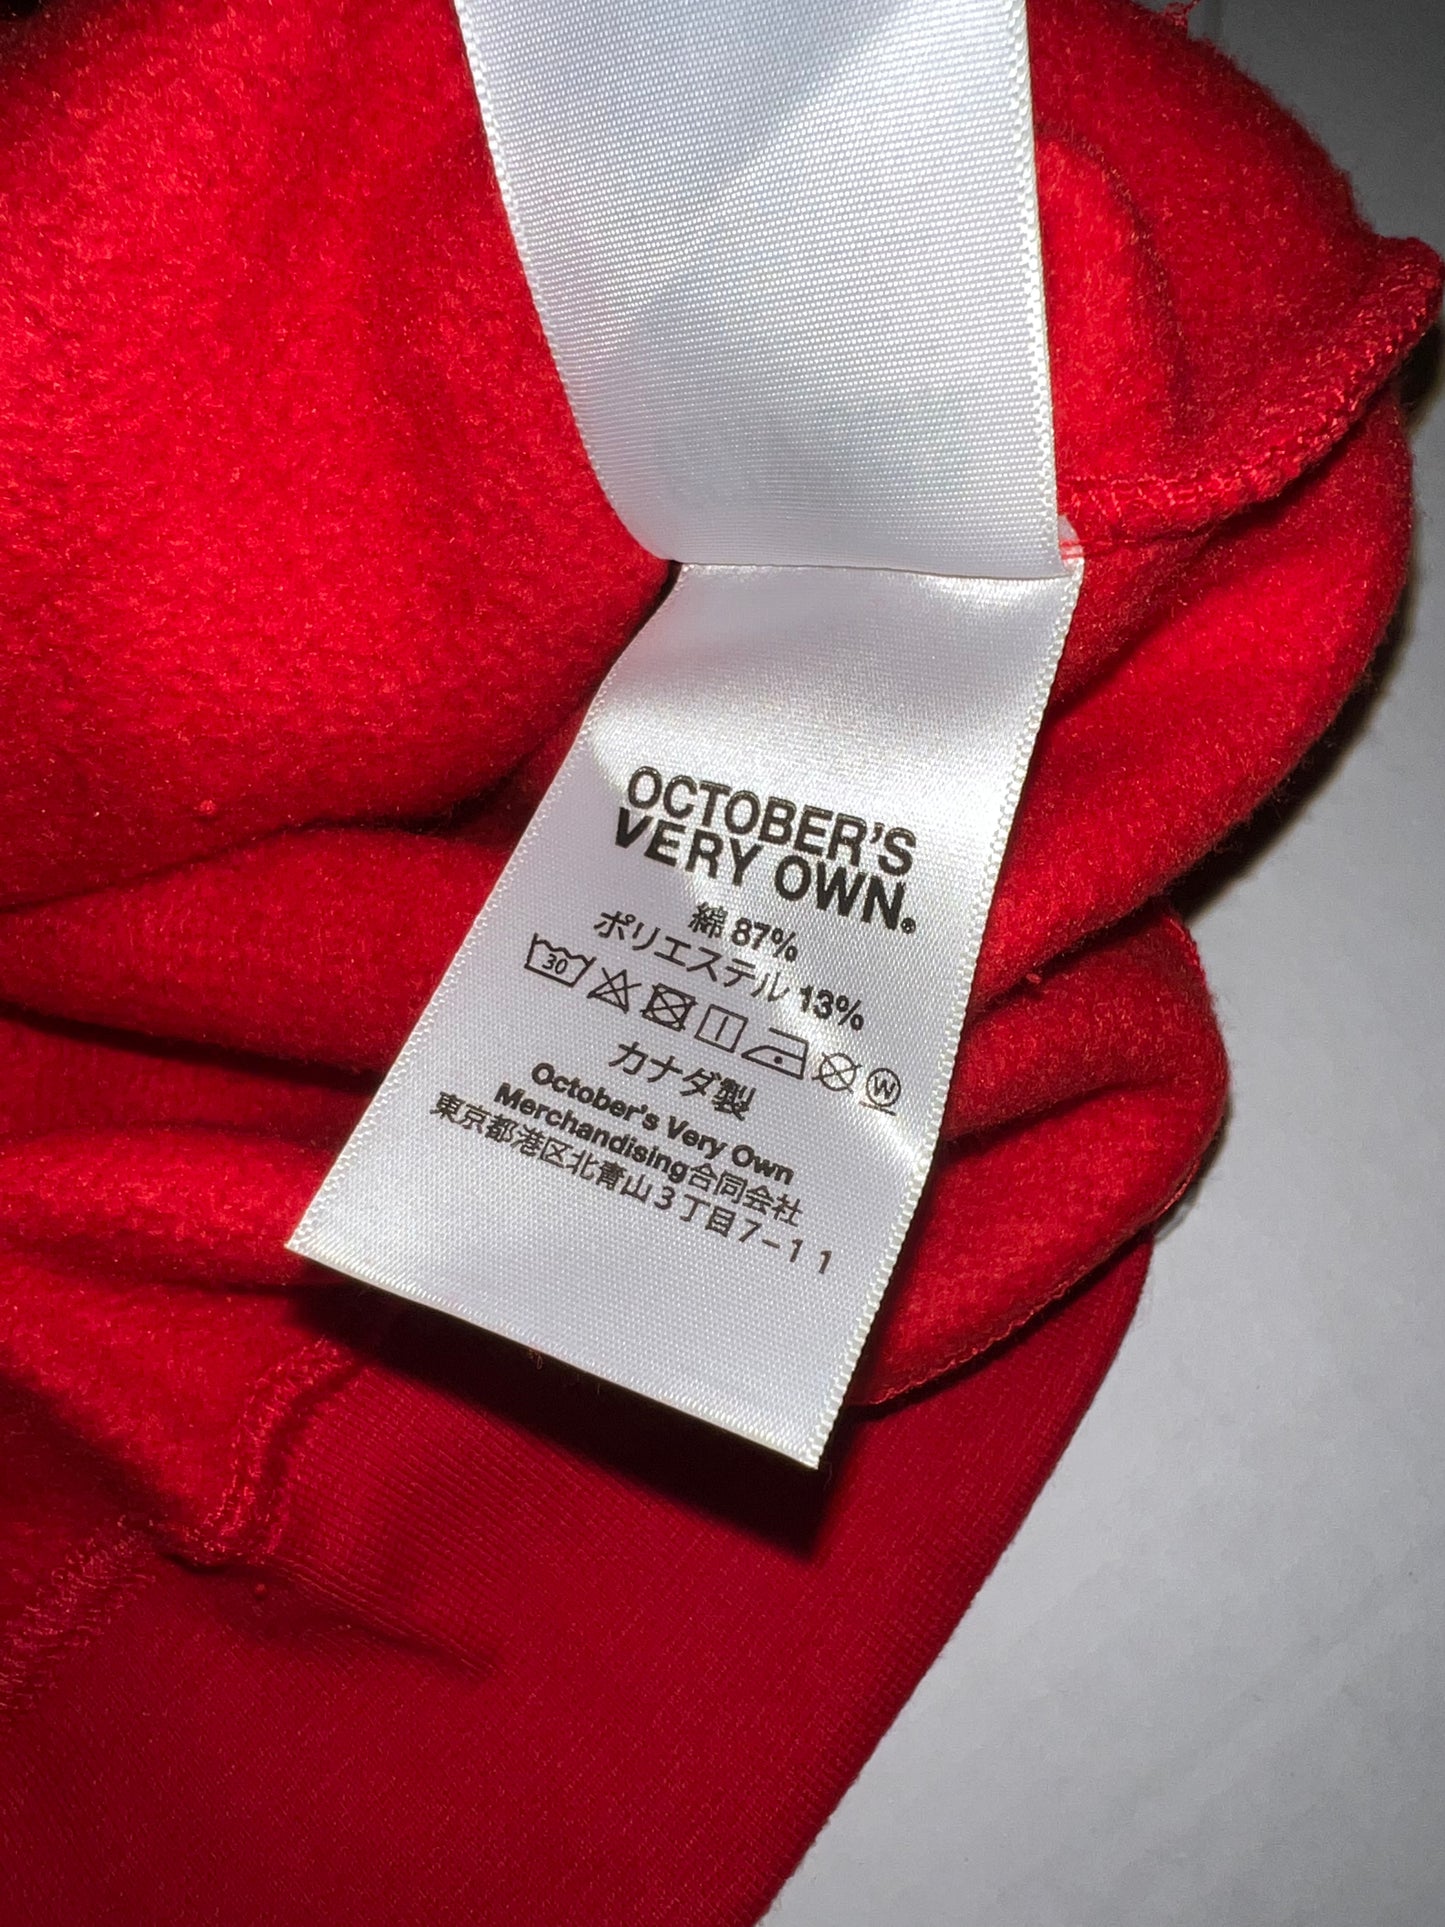 OCTOBER'S
VERY OWN®
綿 87%
ポリエステル 13%
30
W
カナダ製
October's Very Own
Merchandising合同会社
東京都港区北青山3丁目7-11